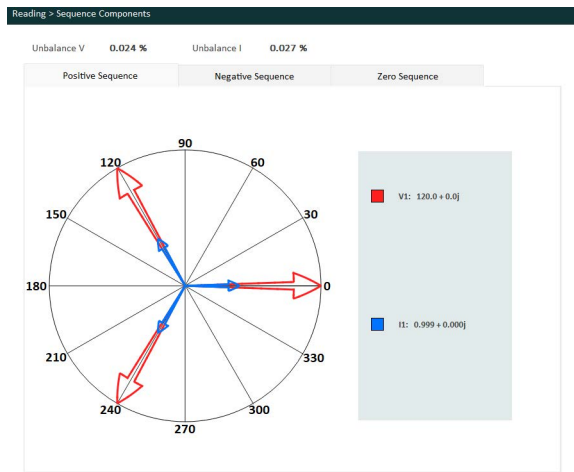 Reading > Sequence Components
Unbalance V 0.024 % Unbalance I 0.027 %
Positive Sequence Negative Sequence Zero Sequence
90
120 60
150 30
V1: 120.0 + 0.0j
180 0
I1: 0.999 + 0.000j
210 330
240 300
270